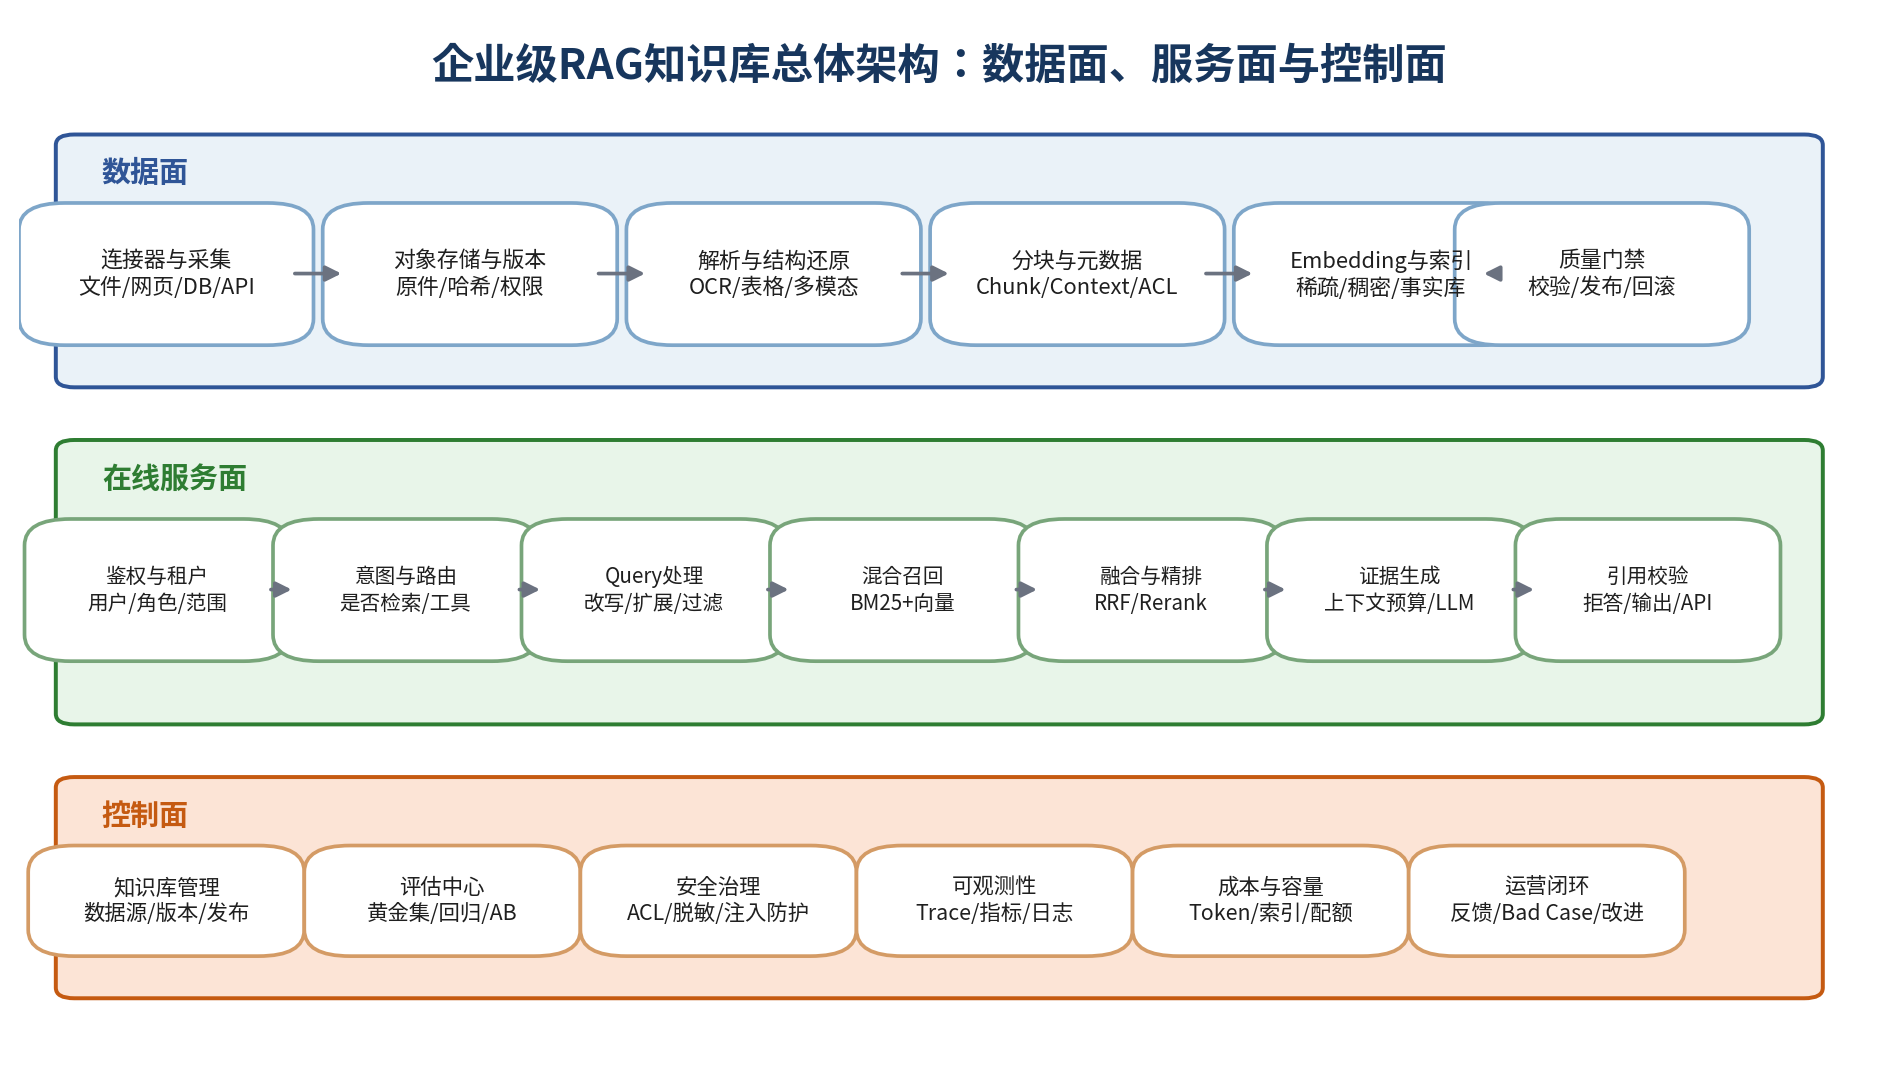 企业级RAG知识库总体架构：数据面、服务面与控制面
数据面
连接器与采集
文件/网页/DB/API
对象存储与版本
原件/哈希/权限
解析与结构还原
OCR/表格/多模态
分块与元数据
Chunk/Context/ACL
Embedding与索引
稀疏/稠密/事实库
质量门禁
校验/发布/回滚
在线服务面
鉴权与租户
用户/角色/范围
意图与路由
是否检索/工具
Query处理
改写/扩展/过滤
混合召回
BM25+向量
融合与精排
RRF/Rerank
证据生成
上下文预算/LLM
引用校验
拒答/输出/API
控制面
知识库管理
数据源/版本/发布
评估中心
黄金集/回归/AB
安全治理
ACL/脱敏/注入防护
可观测性
Trace/指标/日志
成本与容量
Token/索引/配额
运营闭环
反馈/Bad Case/改进